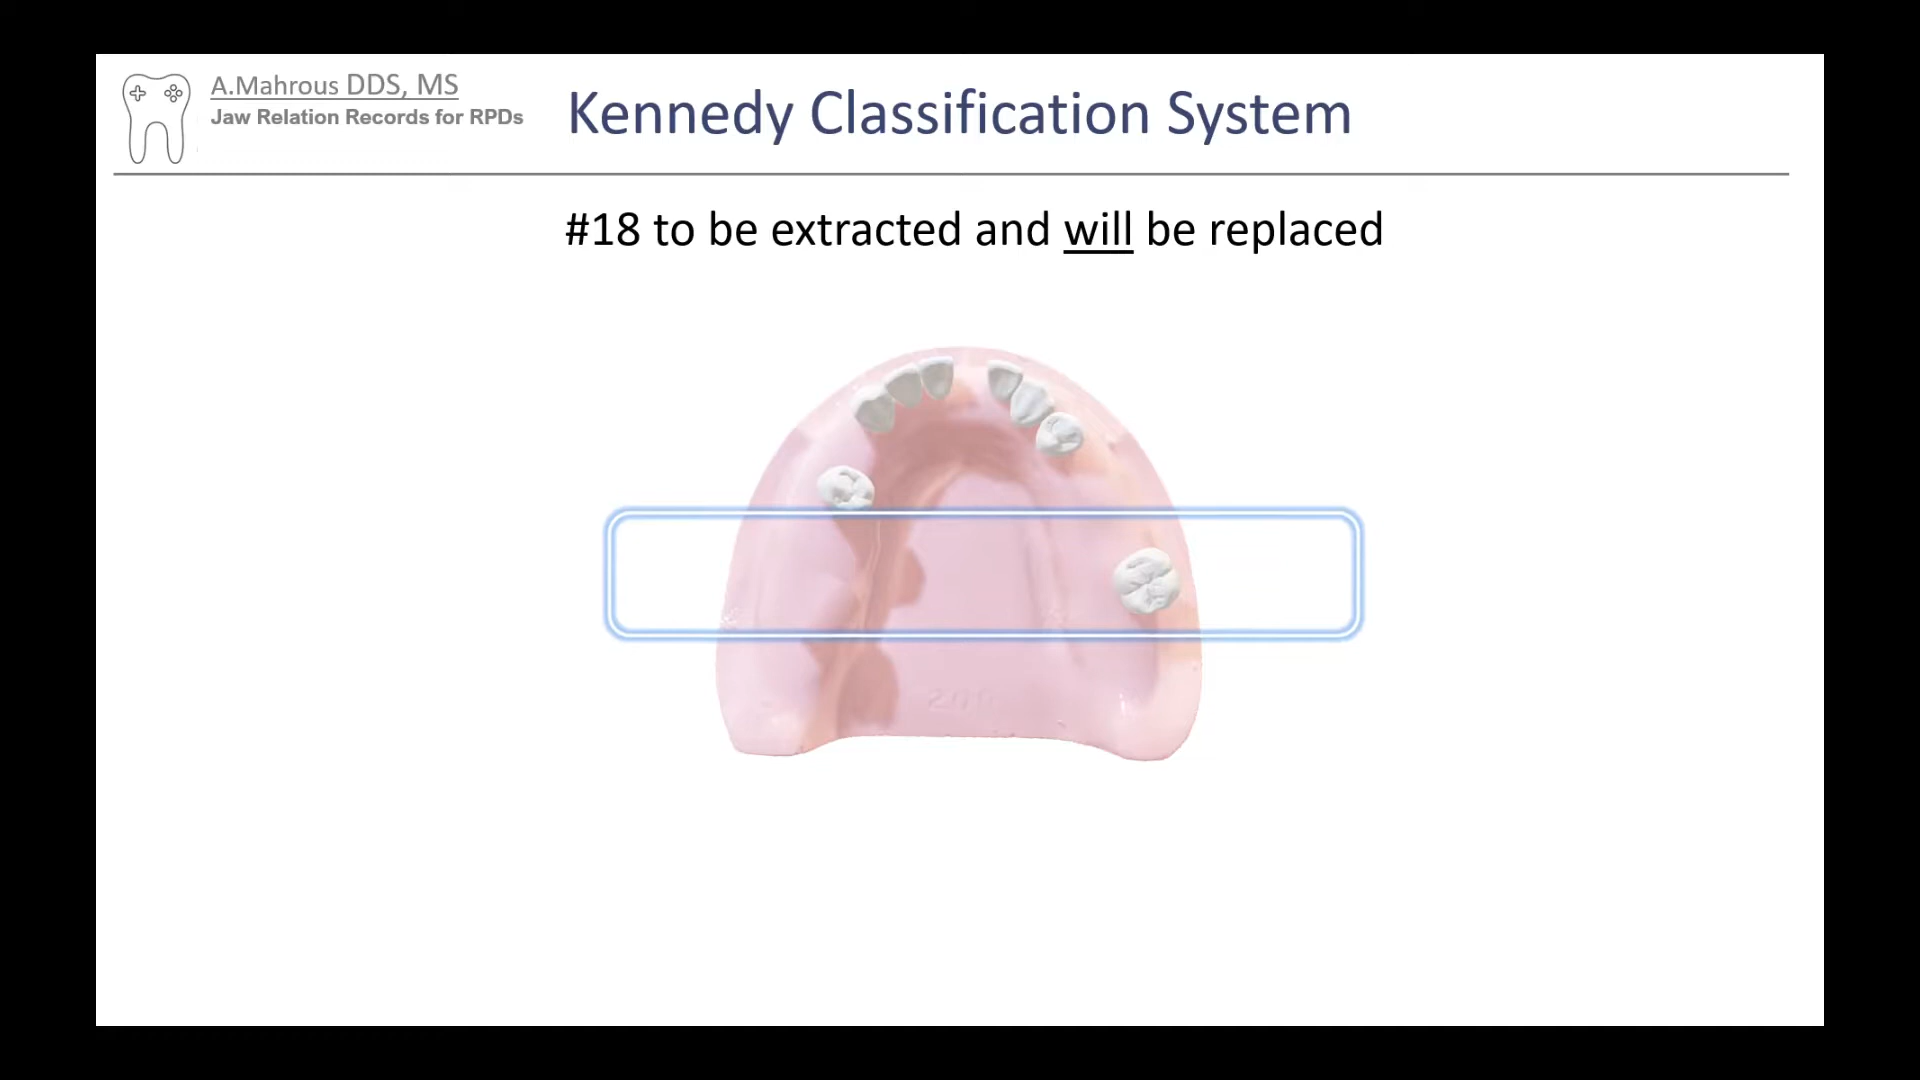 A.Mahrous DDS, MS
Jaw Relation Records for RPDs
Kennedy Classification System
#18 to be extracted and will be replaced